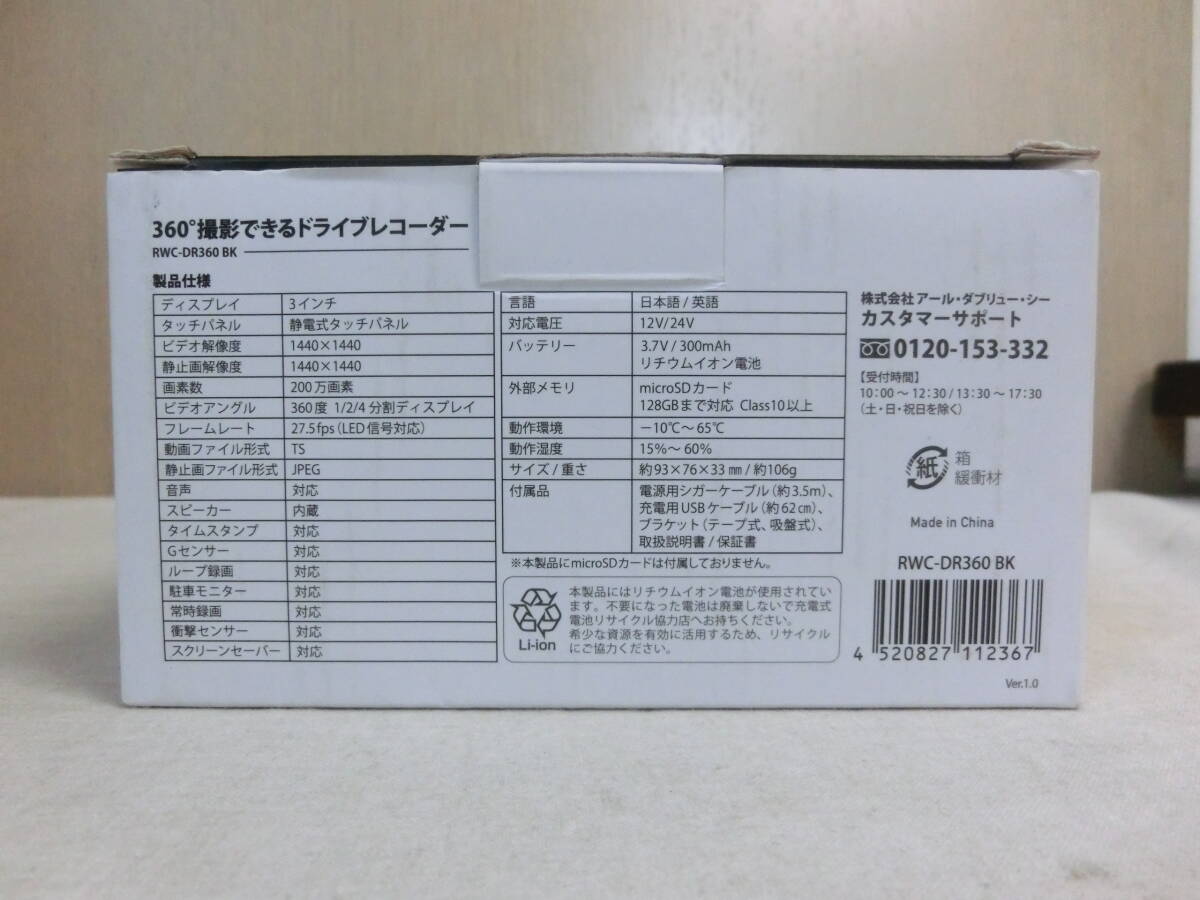 360°撮影できるドライブレコーダー
RWC-DR360 BK
製品仕様
ディスプレイ 3インチ
タッチパネル 静電式タッチパネル
ビデオ解像度 1440×1440
静止画解像度 1440×1440
画素数 200万画素
ビデオアングル 360度 1/2/4分割ディスプレイ
フレームレート 27.5fps(LED信号対応)
動画ファイル形式 TS
静止画ファイル形式 JPEG
音声 対応
スピーカー 内蔵
タイムスタンプ 対応
Gセンサー 対応
ループ録画 対応
駐車モニター 対応
常時録画 対応
衝撃センサー 対応
スクリーンセーバー 対応
言語 日本語/英語
対応電圧 12V/24V
バッテリー 3.7V/300mAh
リチウムイオン電池
外部メモリ microSDカード
128GBまで対応 Class10以上
動作環境 −10℃〜65℃
動作湿度 15%〜60%
サイズ/重さ 約93×76×33㎜/約106g
付属品 電源用シガーケーブル(約3.5m)、
充電用USBケーブル(約62㎝)、
ブラケット(テープ式、吸盤式)、
取扱説明書/保証書
※本製品にmicroSDカードは付属しておりません。
Li-ion
本製品にはリチウムイオン電池が使用されてい
ます。不要になった電池は廃棄しないで充電式
電池リサイクル協力店へお持ちください。
希少な資源を有効に活用するため、リサイクル
にご協力ください。
株式会社アール・ダブリュー・シー
カスタマーサポート
0120-153-332
【受付時間】
10:00〜12:30/13:30〜17:30
(土・日・祝日を除く)
紙
箱
緩衝材
Made in China
RWC-DR360 BK
4 520827 112367
Ver.1.0